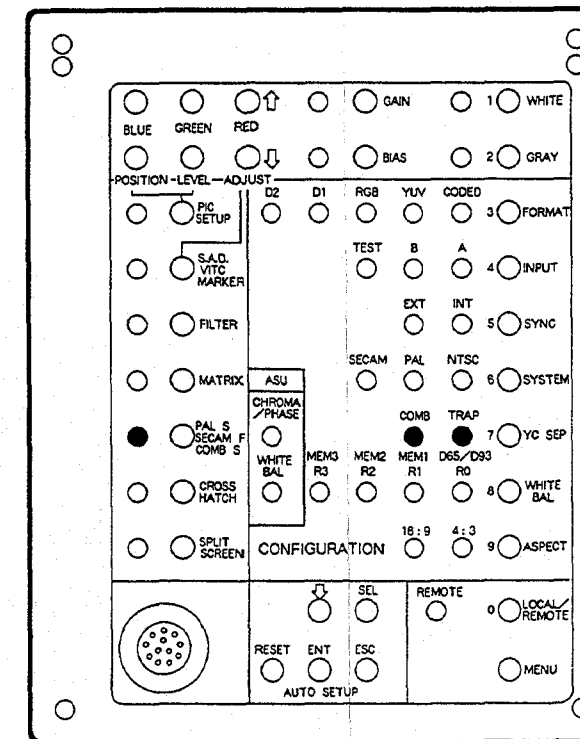 ⇧ GAIN 1 WHITE
BLUE GREEN RED
⇩ BIAS 2 GRAY
POSITION LEVEL ADJUST
D2 D1 RGB YUV CODED
PIC SETUP 3 FORMAT
TEST B A
S.A.D. VITC MARKER 4 INPUT
EXT INT
FILTER 5 SYNC
SECAM PAL NTSC
MATRIX ASU 6 SYSTEM
CHROMA /PHASE COMB TRAP
PAL S SECAM F COMB S 7 YC SEP
WHITE BAL MEM3 MEM2 MEM1 D65/D93
R3 R2 R1 R0
CROSS HATCH 8 WHITE BAL
16:9 4:3
SPLIT SCREEN CONFIGURATION 9 ASPECT
⇩ SEL REMOTE 0 LOCAL/ REMOTE
RESET ENT ESC MENU
AUTO SETUP